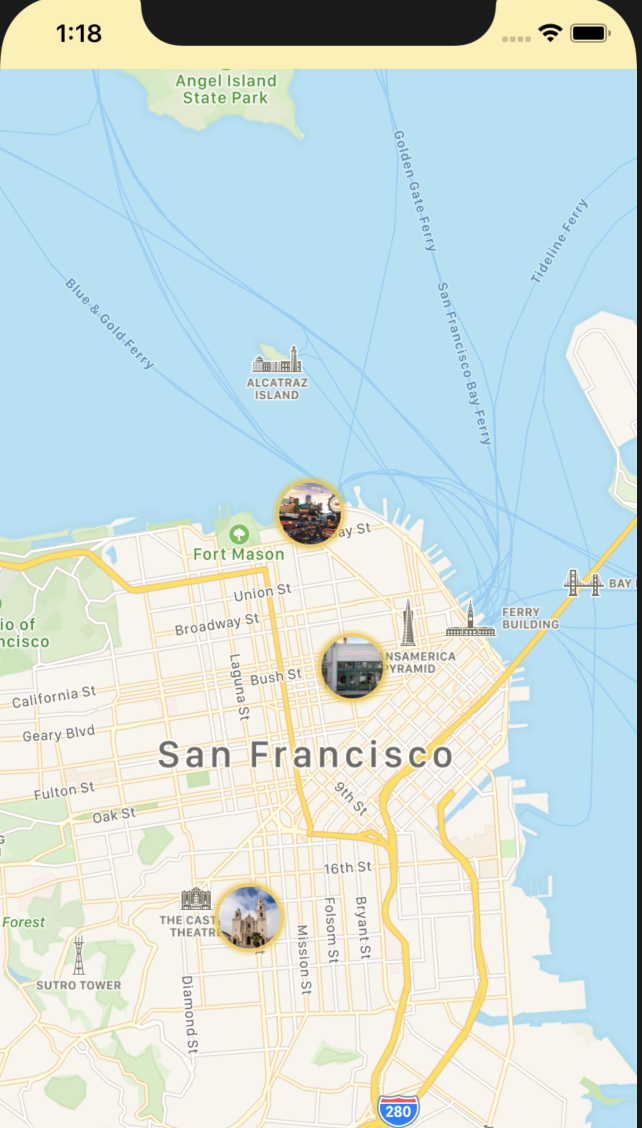 1:18
Angel Island
State Park
Golden Gate Ferry
Tideline Ferry
Blue & Gold Ferry
San Francisco Bay Ferry
ALCATRAZ
ISLAND
ay St
Fort Mason
BAY
Union St
FERRY
BUILDING
io of
ncisco
Broadway St
NSAMERICA
PYRAMID
Laguna St
Bush St
California St
Geary Blvd
San Francisco
Fulton St
9th St
Oak St
16th St
THE CAST
THEATRE
Forest
Folsom St
Bryant St
Mission St
SUTRO TOWER
Diamond St
280